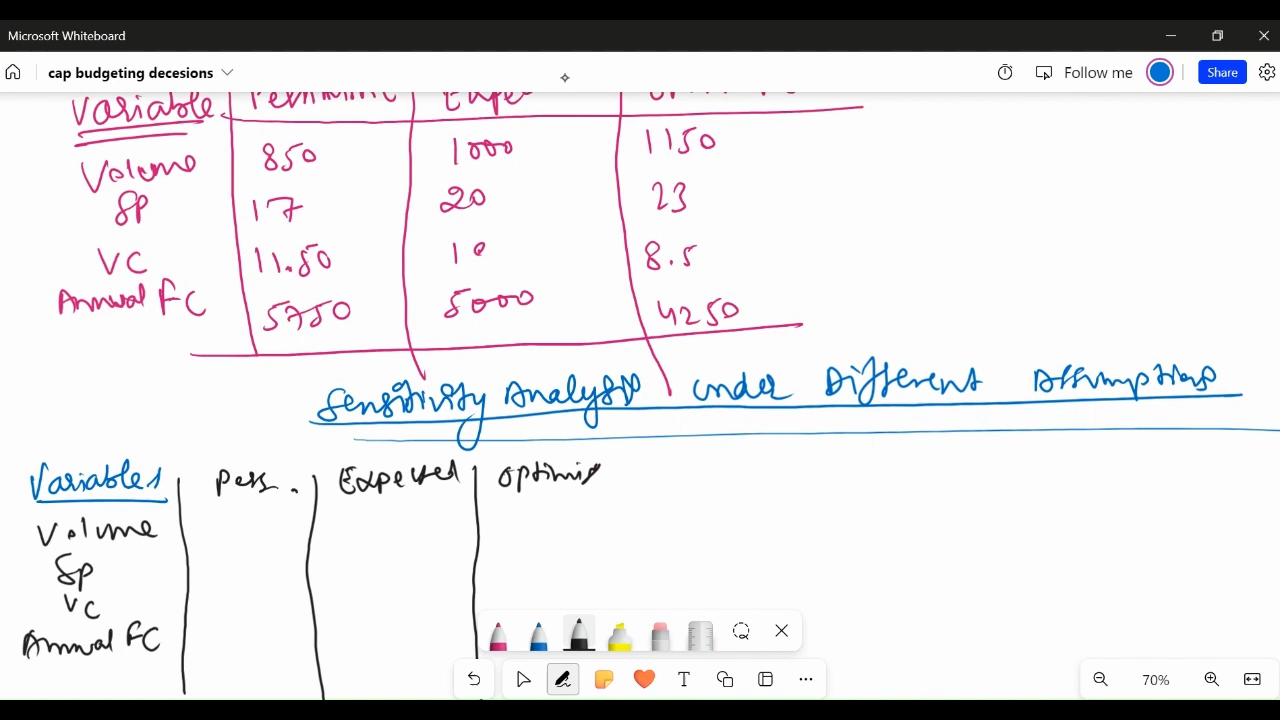 Microsoft Whiteboard
cap budgeting decesions
Follow me
Share
Variable
Volume 850 1000 1150
SP 17 20 23
VC 11.50 10 8.5
Annual FC 5750 5000 4250
Sensitivity Analysis under Different Assumptions
Variables Pess. Expected Optimis
Volume
SP
VC
Annual FC
T
70%